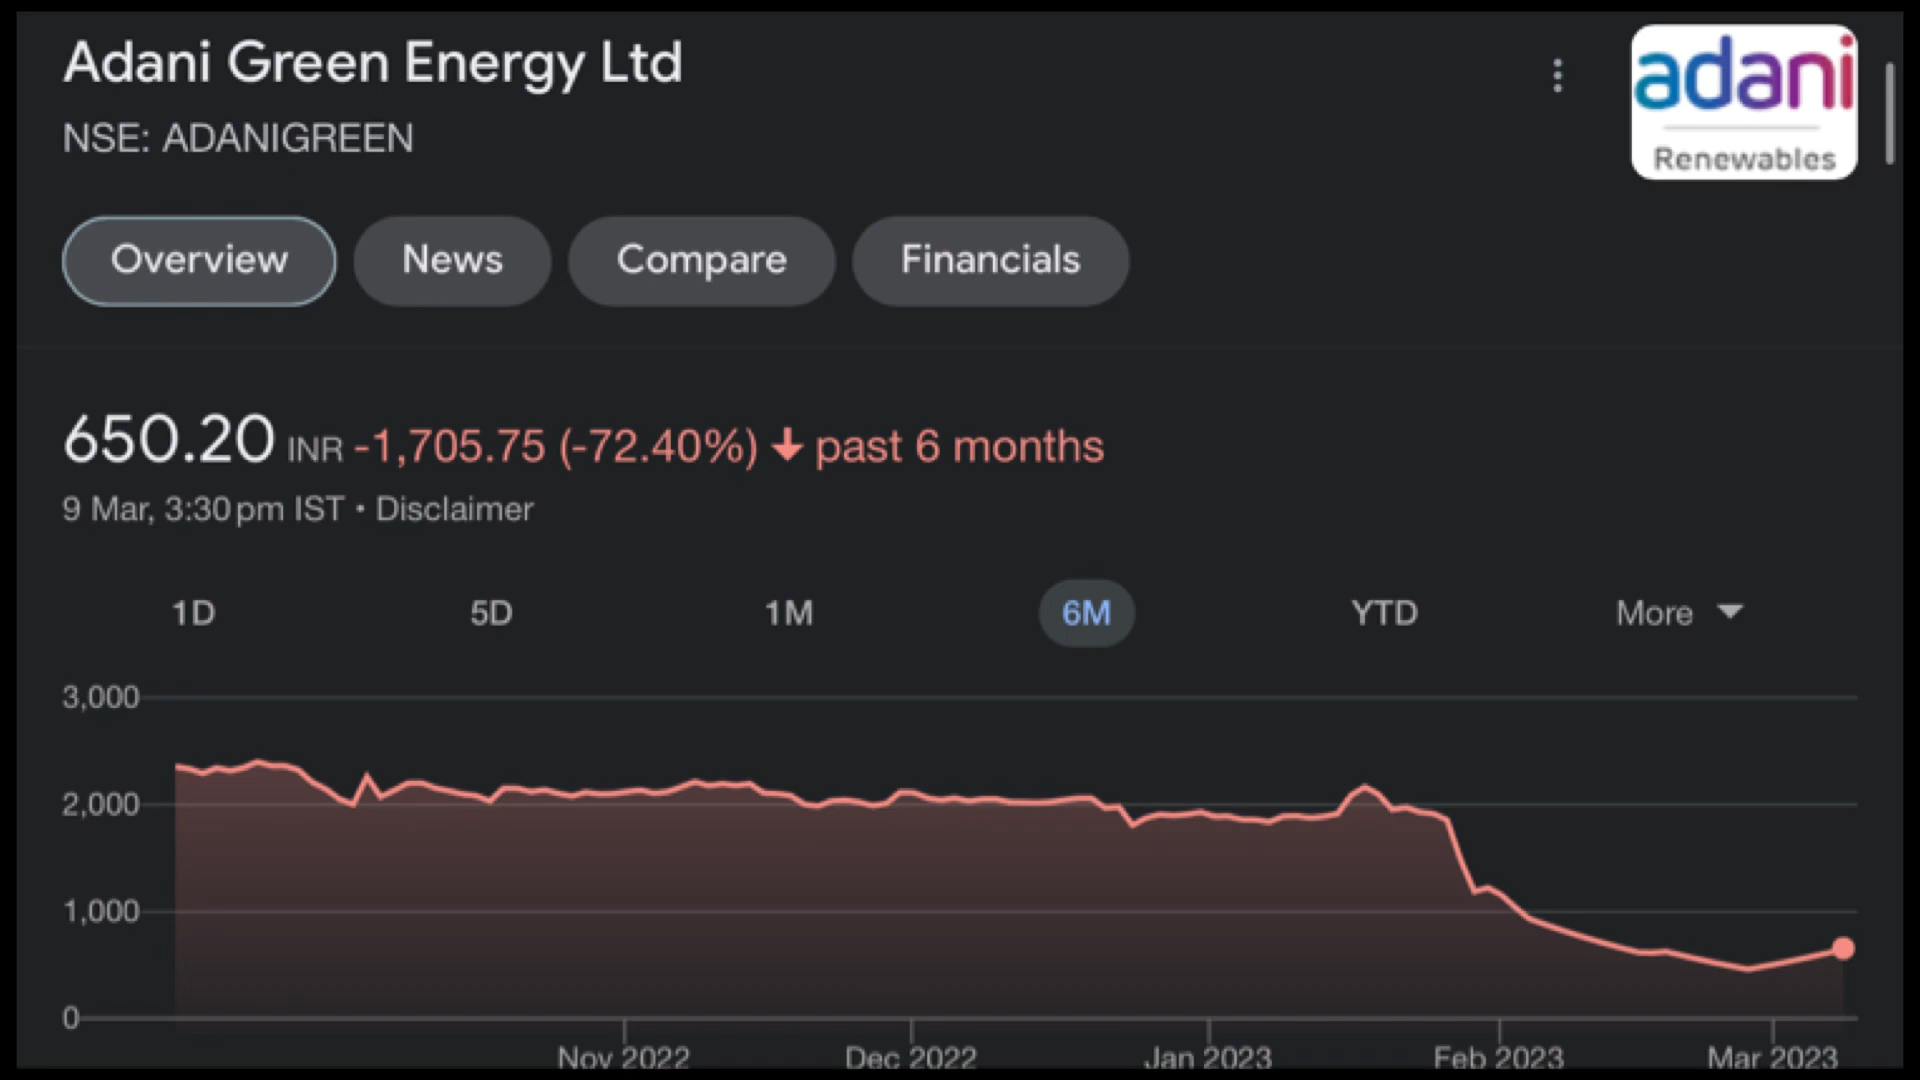 Adani Green Energy Ltd
NSE: ADANIGREEN
adani
Renewables
Overview News Compare Financials
650.20 INR -1,705.75 (-72.40%) ↓ past 6 months
9 Mar, 3:30 pm IST • Disclaimer
1D 5D 1M 6M YTD More
3,000
2,000
1,000
0
Nov 2022 Dec 2022 Jan 2023 Feb 2023 Mar 2023